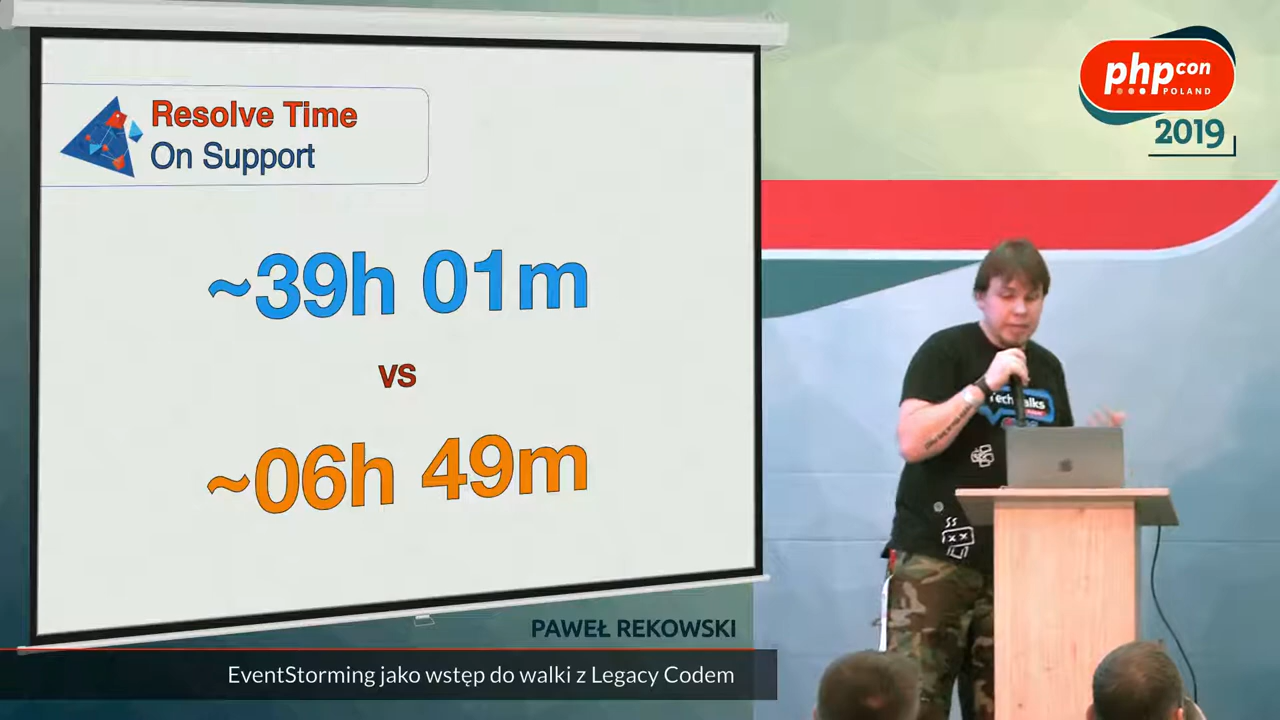 Resolve Time
On Support
~39h 01m
vs
~06h 49m
php con
POLAND
2019
PAWEŁ REKOWSKI
EventStorming jako wstęp do walki z Legacy Codem